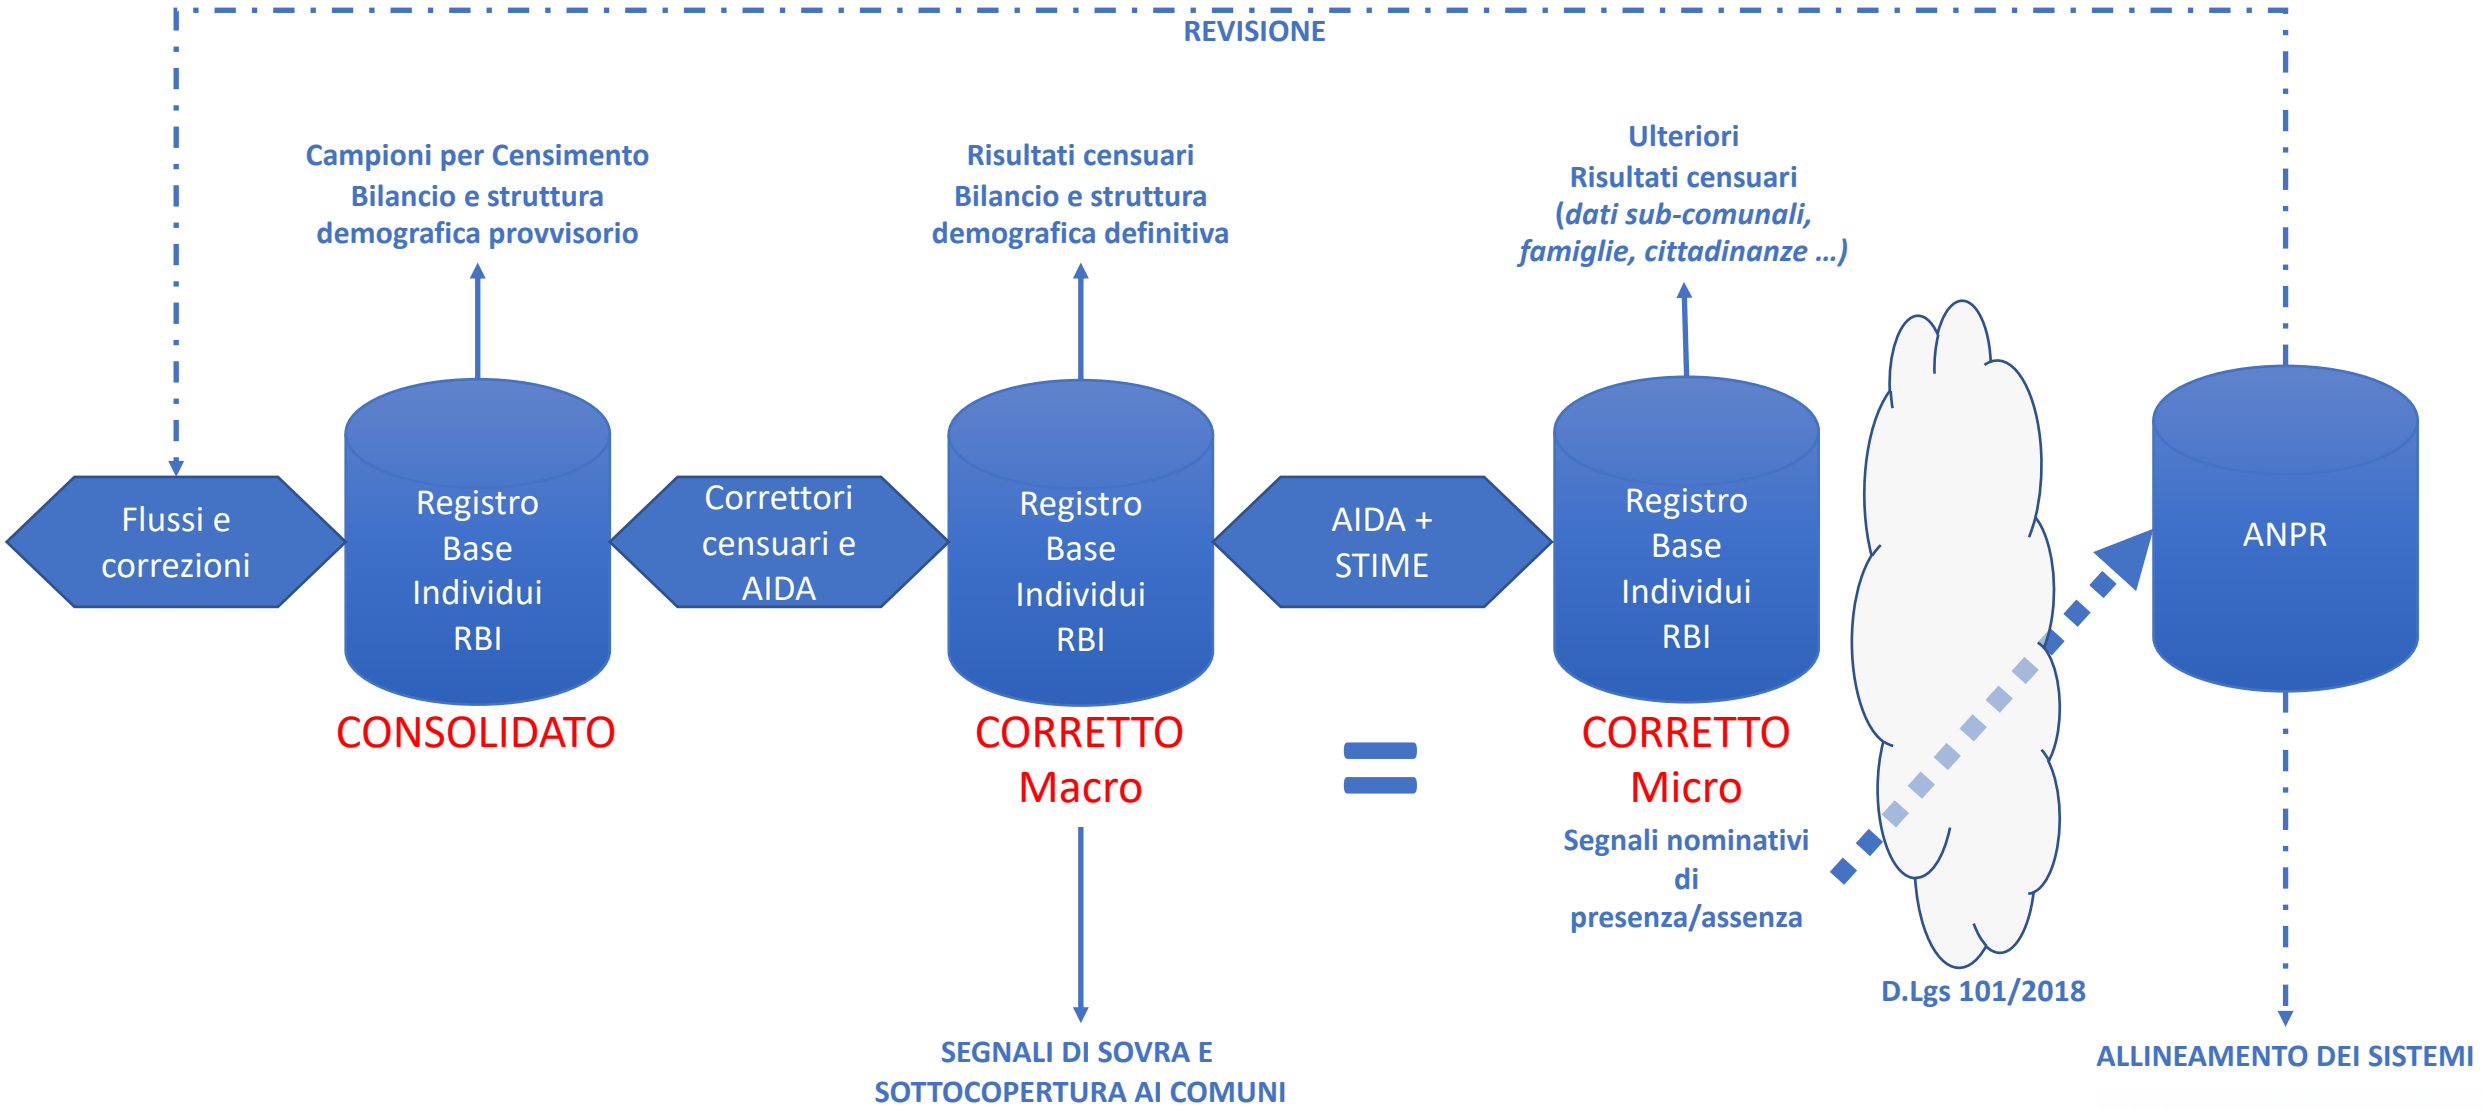 REVISIONE
Campioni per Censimento
Bilancio e struttura
demografica provvisorio
Risultati censuari
Bilancio e struttura
demografica definitiva
Ulteriori
Risultati censuari
(dati sub-comunali,
famiglie, cittadinanze ...)
Flussi e
correzioni
Registro
Base
Individui
RBI
Correttori
censuari e
AIDA
Registro
Base
Individui
RBI
AIDA +
STIME
Registro
Base
Individui
RBI
ANPR
CONSOLIDATO
CORRETTO
Macro
=
CORRETTO
Micro
Segnali nominativi
di
presenza/assenza
D.Lgs 101/2018
SEGNALI DI SOVRA E
SOTTOCOPERTURA AI COMUNI
ALLINEAMENTO DEI SISTEMI